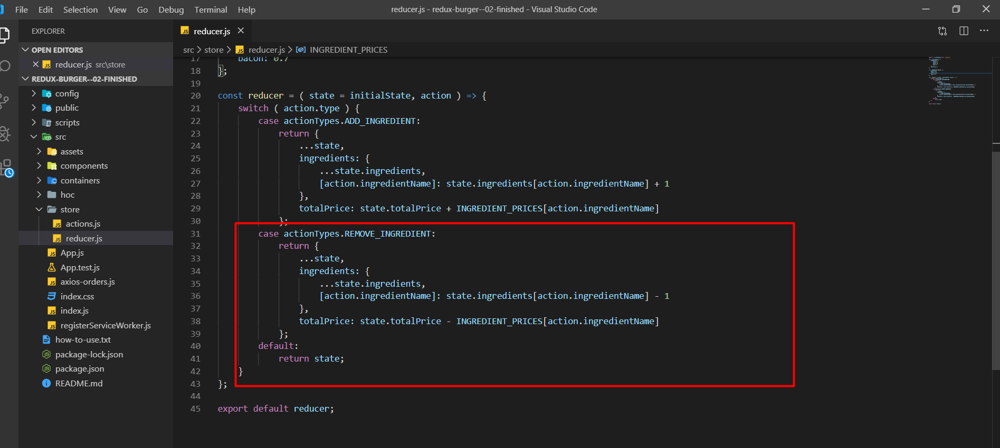 File Edit Selection View Go Debug Terminal Help
reducer.js - redux-burger--02-finished - Visual Studio Code
EXPLORER
OPEN EDITORS
reducer.js src\store
REDUX-BURGER--02-FINISHED
config
public
scripts
src
assets
components
containers
hoc
store
actions.js
reducer.js
App.js
App.test.js
axios-orders.js
index.css
index.js
registerServiceWorker.js
how-to-use.txt
package-lock.json
package.json
README.md
reducer.js
src > store > reducer.js > INGREDIENT_PRICES
17 bacon: 0.7
18 };
19
20 const reducer = ( state = initialState, action ) => {
21 switch ( action.type ) {
22 case actionTypes.ADD_INGREDIENT:
23 return {
24 ...state,
25 ingredients: {
26 ...state.ingredients,
27 [action.ingredientName]: state.ingredients[action.ingredientName] + 1
28 },
29 totalPrice: state.totalPrice + INGREDIENT_PRICES[action.ingredientName]
30 };
31 case actionTypes.REMOVE_INGREDIENT:
32 return {
33 ...state,
34 ingredients: {
35 ...state.ingredients,
36 [action.ingredientName]: state.ingredients[action.ingredientName] - 1
37 },
38 totalPrice: state.totalPrice - INGREDIENT_PRICES[action.ingredientName]
39 };
40 default:
41 return state;
42 }
43 };
44
45 export default reducer;